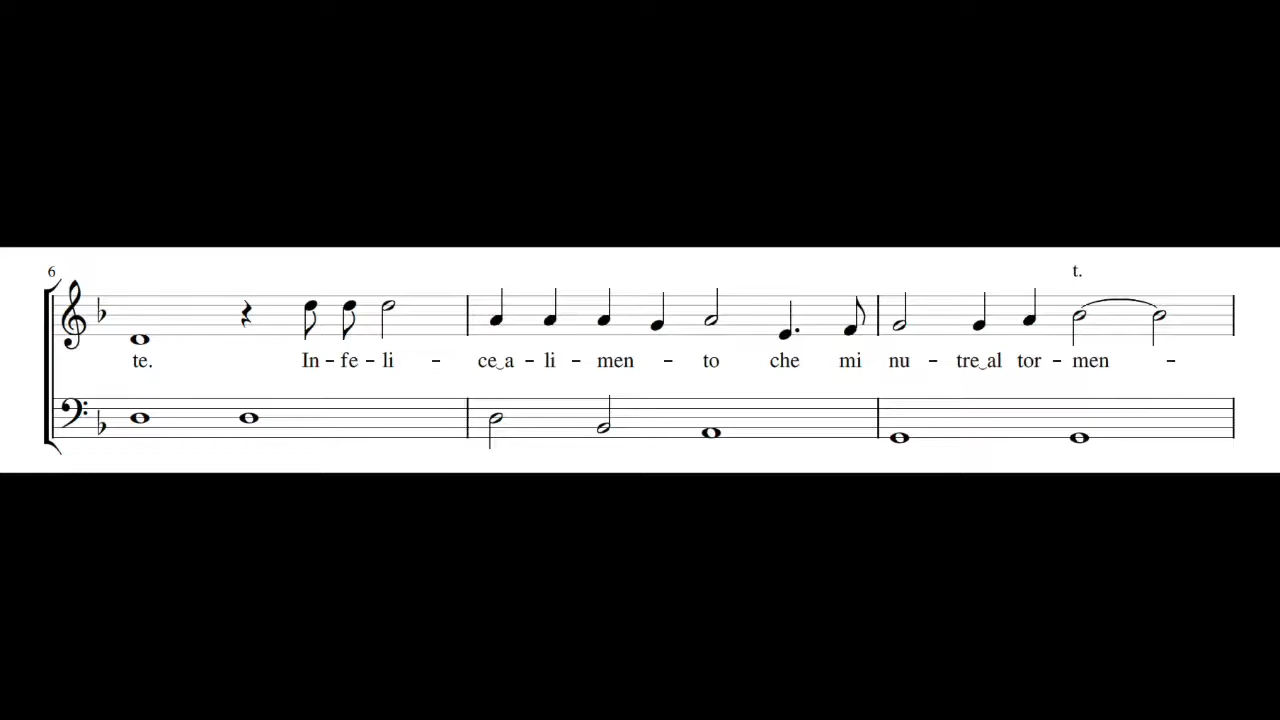 6
t.
te. In – fe – li – ce‿a – li – men – to che mi nu – tre‿al tor – men –